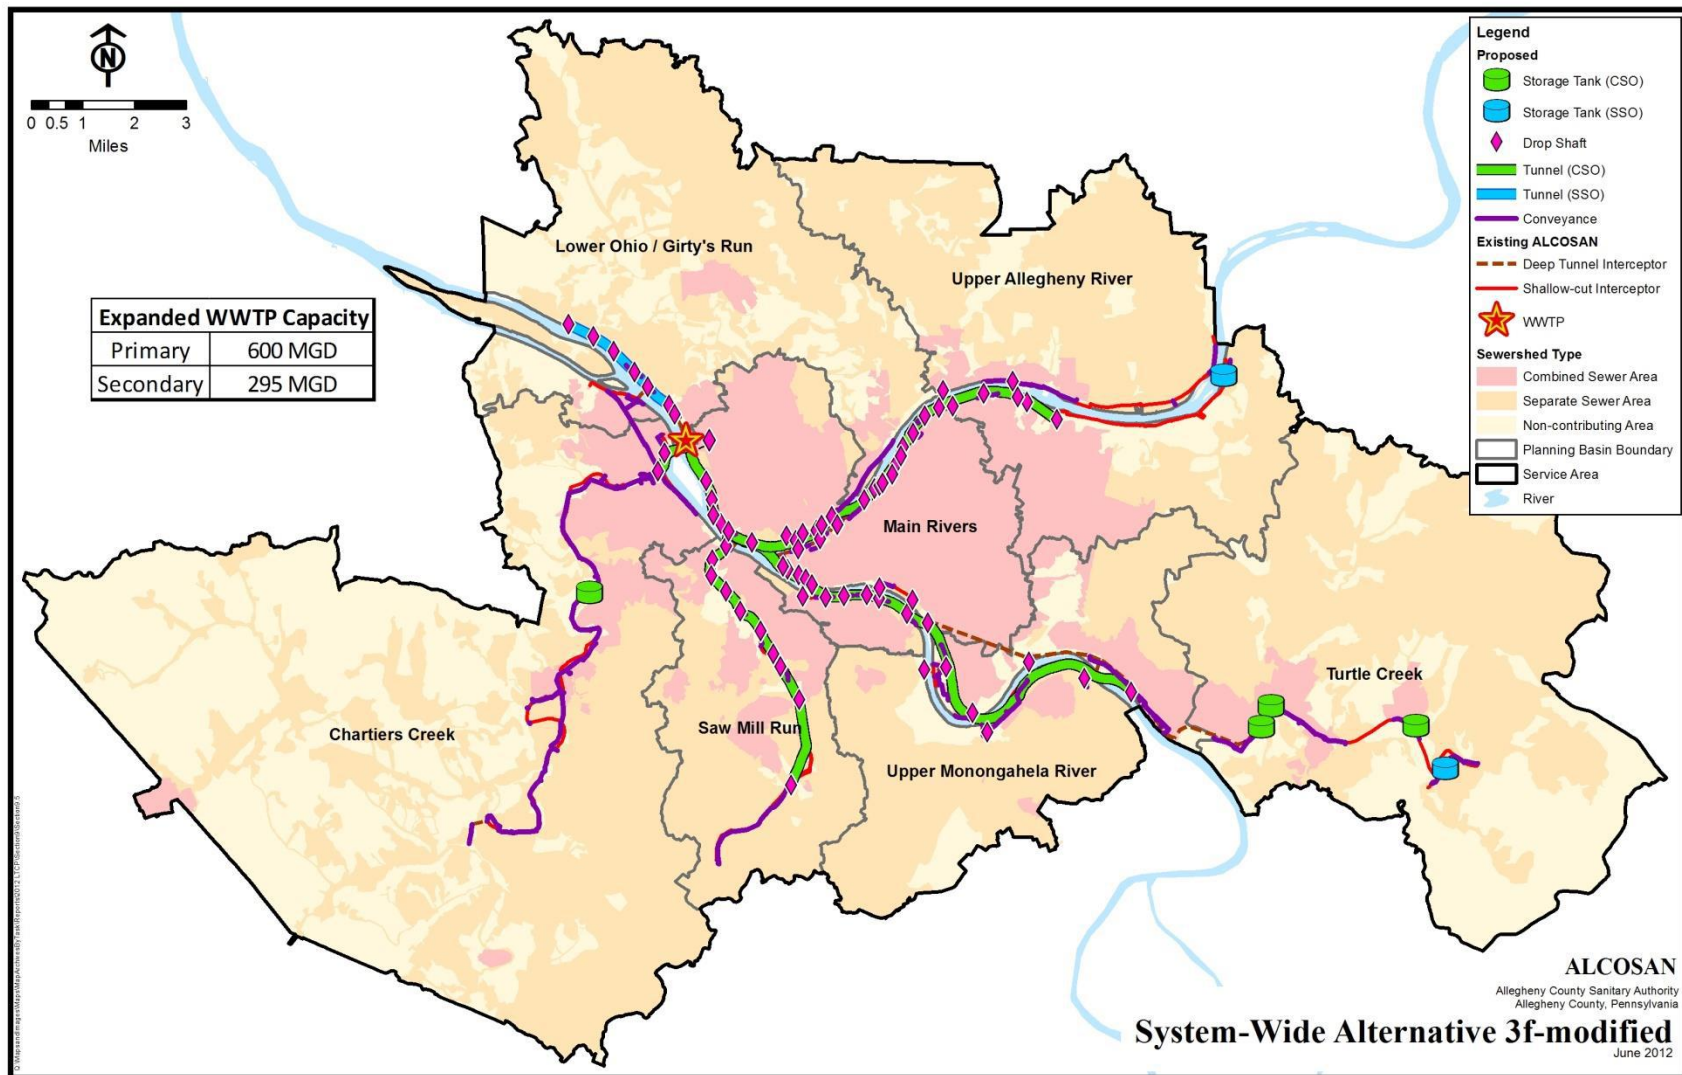 N
0 0.5 1 2 3
Miles
Expanded WWTP Capacity
Primary 600 MGD
Secondary 295 MGD
Lower Ohio / Girty's Run
Upper Allegheny River
Main Rivers
Turtle Creek
Chartiers Creek
Saw Mill Run
Upper Monongahela River
Legend
Proposed
Storage Tank (CSO)
Storage Tank (SSO)
Drop Shaft
Tunnel (CSO)
Tunnel (SSO)
Conveyance
Existing ALCOSAN
Deep Tunnel Interceptor
Shallow-cut Interceptor
WWTP
Sewershed Type
Combined Sewer Area
Separate Sewer Area
Non-contributing Area
Planning Basin Boundary
Service Area
River
ALCOSAN
Allegheny County Sanitary Authority
Allegheny County, Pennsylvania
System-Wide Alternative 3f-modified
June 2012